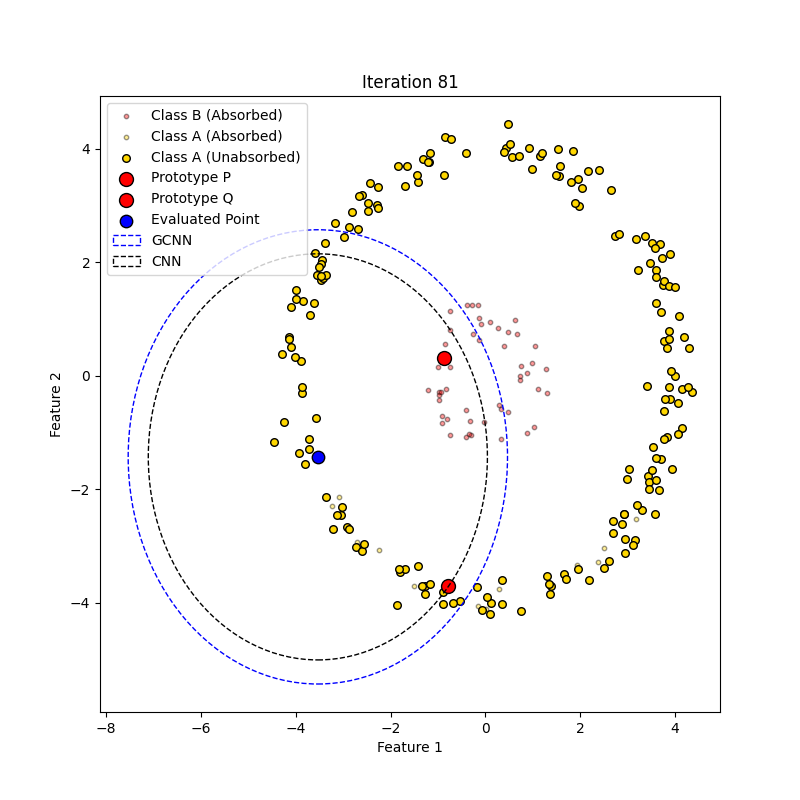 Iteration 81
Class B (Absorbed)
Class A (Absorbed)
Class A (Unabsorbed)
Prototype P
Prototype Q
Evaluated Point
GCNN
CNN
4
2
0
−2
−4
Feature 2
−8
−6
−4
−2
0
2
4
Feature 1